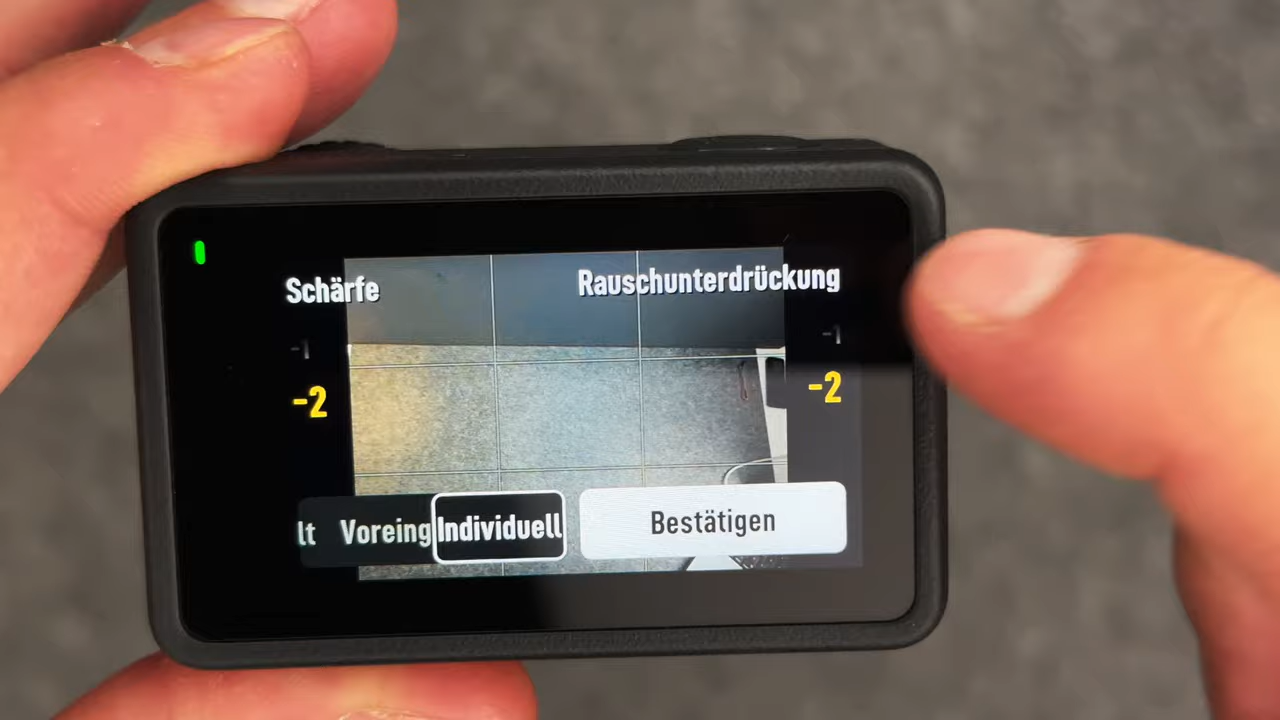 Schärfe Rauschunterdrückung
-1 -1
-2 -2
lt Voreing Individuell Bestätigen